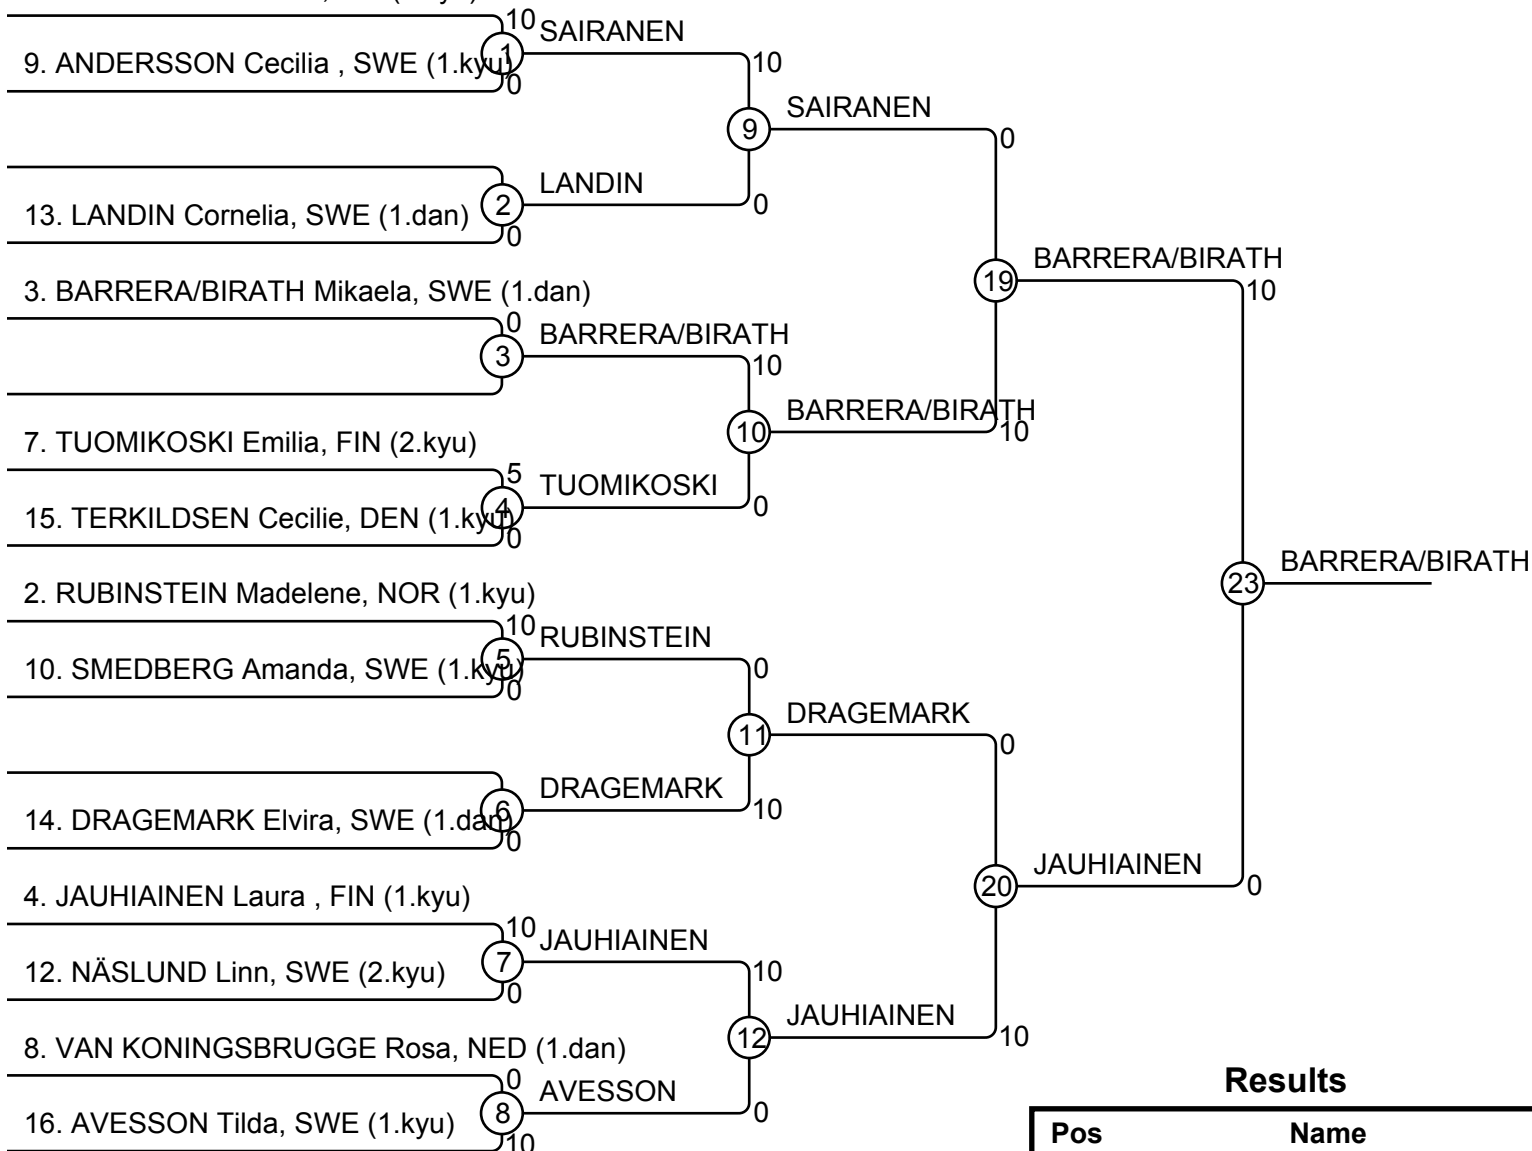 10
SAIRANEN
9. ANDERSSON Cecilia , SWE (1.kyu)
1
0
10
SAIRANEN
9
0
LANDIN
13. LANDIN Cornelia, SWE (1.dan)
2
0
0
BARRERA/BIRATH
3. BARRERA/BIRATH Mikaela, SWE (1.dan)
19
10
0
BARRERA/BIRATH
3
10
BARRERA/BIRATH
10
10
7. TUOMIKOSKI Emilia, FIN (2.kyu)
5
TUOMIKOSKI
0
15. TERKILDSEN Cecilie, DEN (1.kyu)
4
0
BARRERA/BIRATH
23
2. RUBINSTEIN Madelene, NOR (1.kyu)
10
RUBINSTEIN
10. SMEDBERG Amanda, SWE (1.kyu)
5
0
0
DRAGEMARK
11
0
DRAGEMARK
10
14. DRAGEMARK Elvira, SWE (1.dan)
6
0
JAUHIAINEN
20
0
4. JAUHIAINEN Laura , FIN (1.kyu)
10
JAUHIAINEN
12. NÄSLUND Linn, SWE (2.kyu)
7
0
10
JAUHIAINEN
12
10
8. VAN KONINGSBRUGGE Rosa, NED (1.dan)
0
AVESSON
0
16. AVESSON Tilda, SWE (1.kyu)
8
10
Results
Pos Name